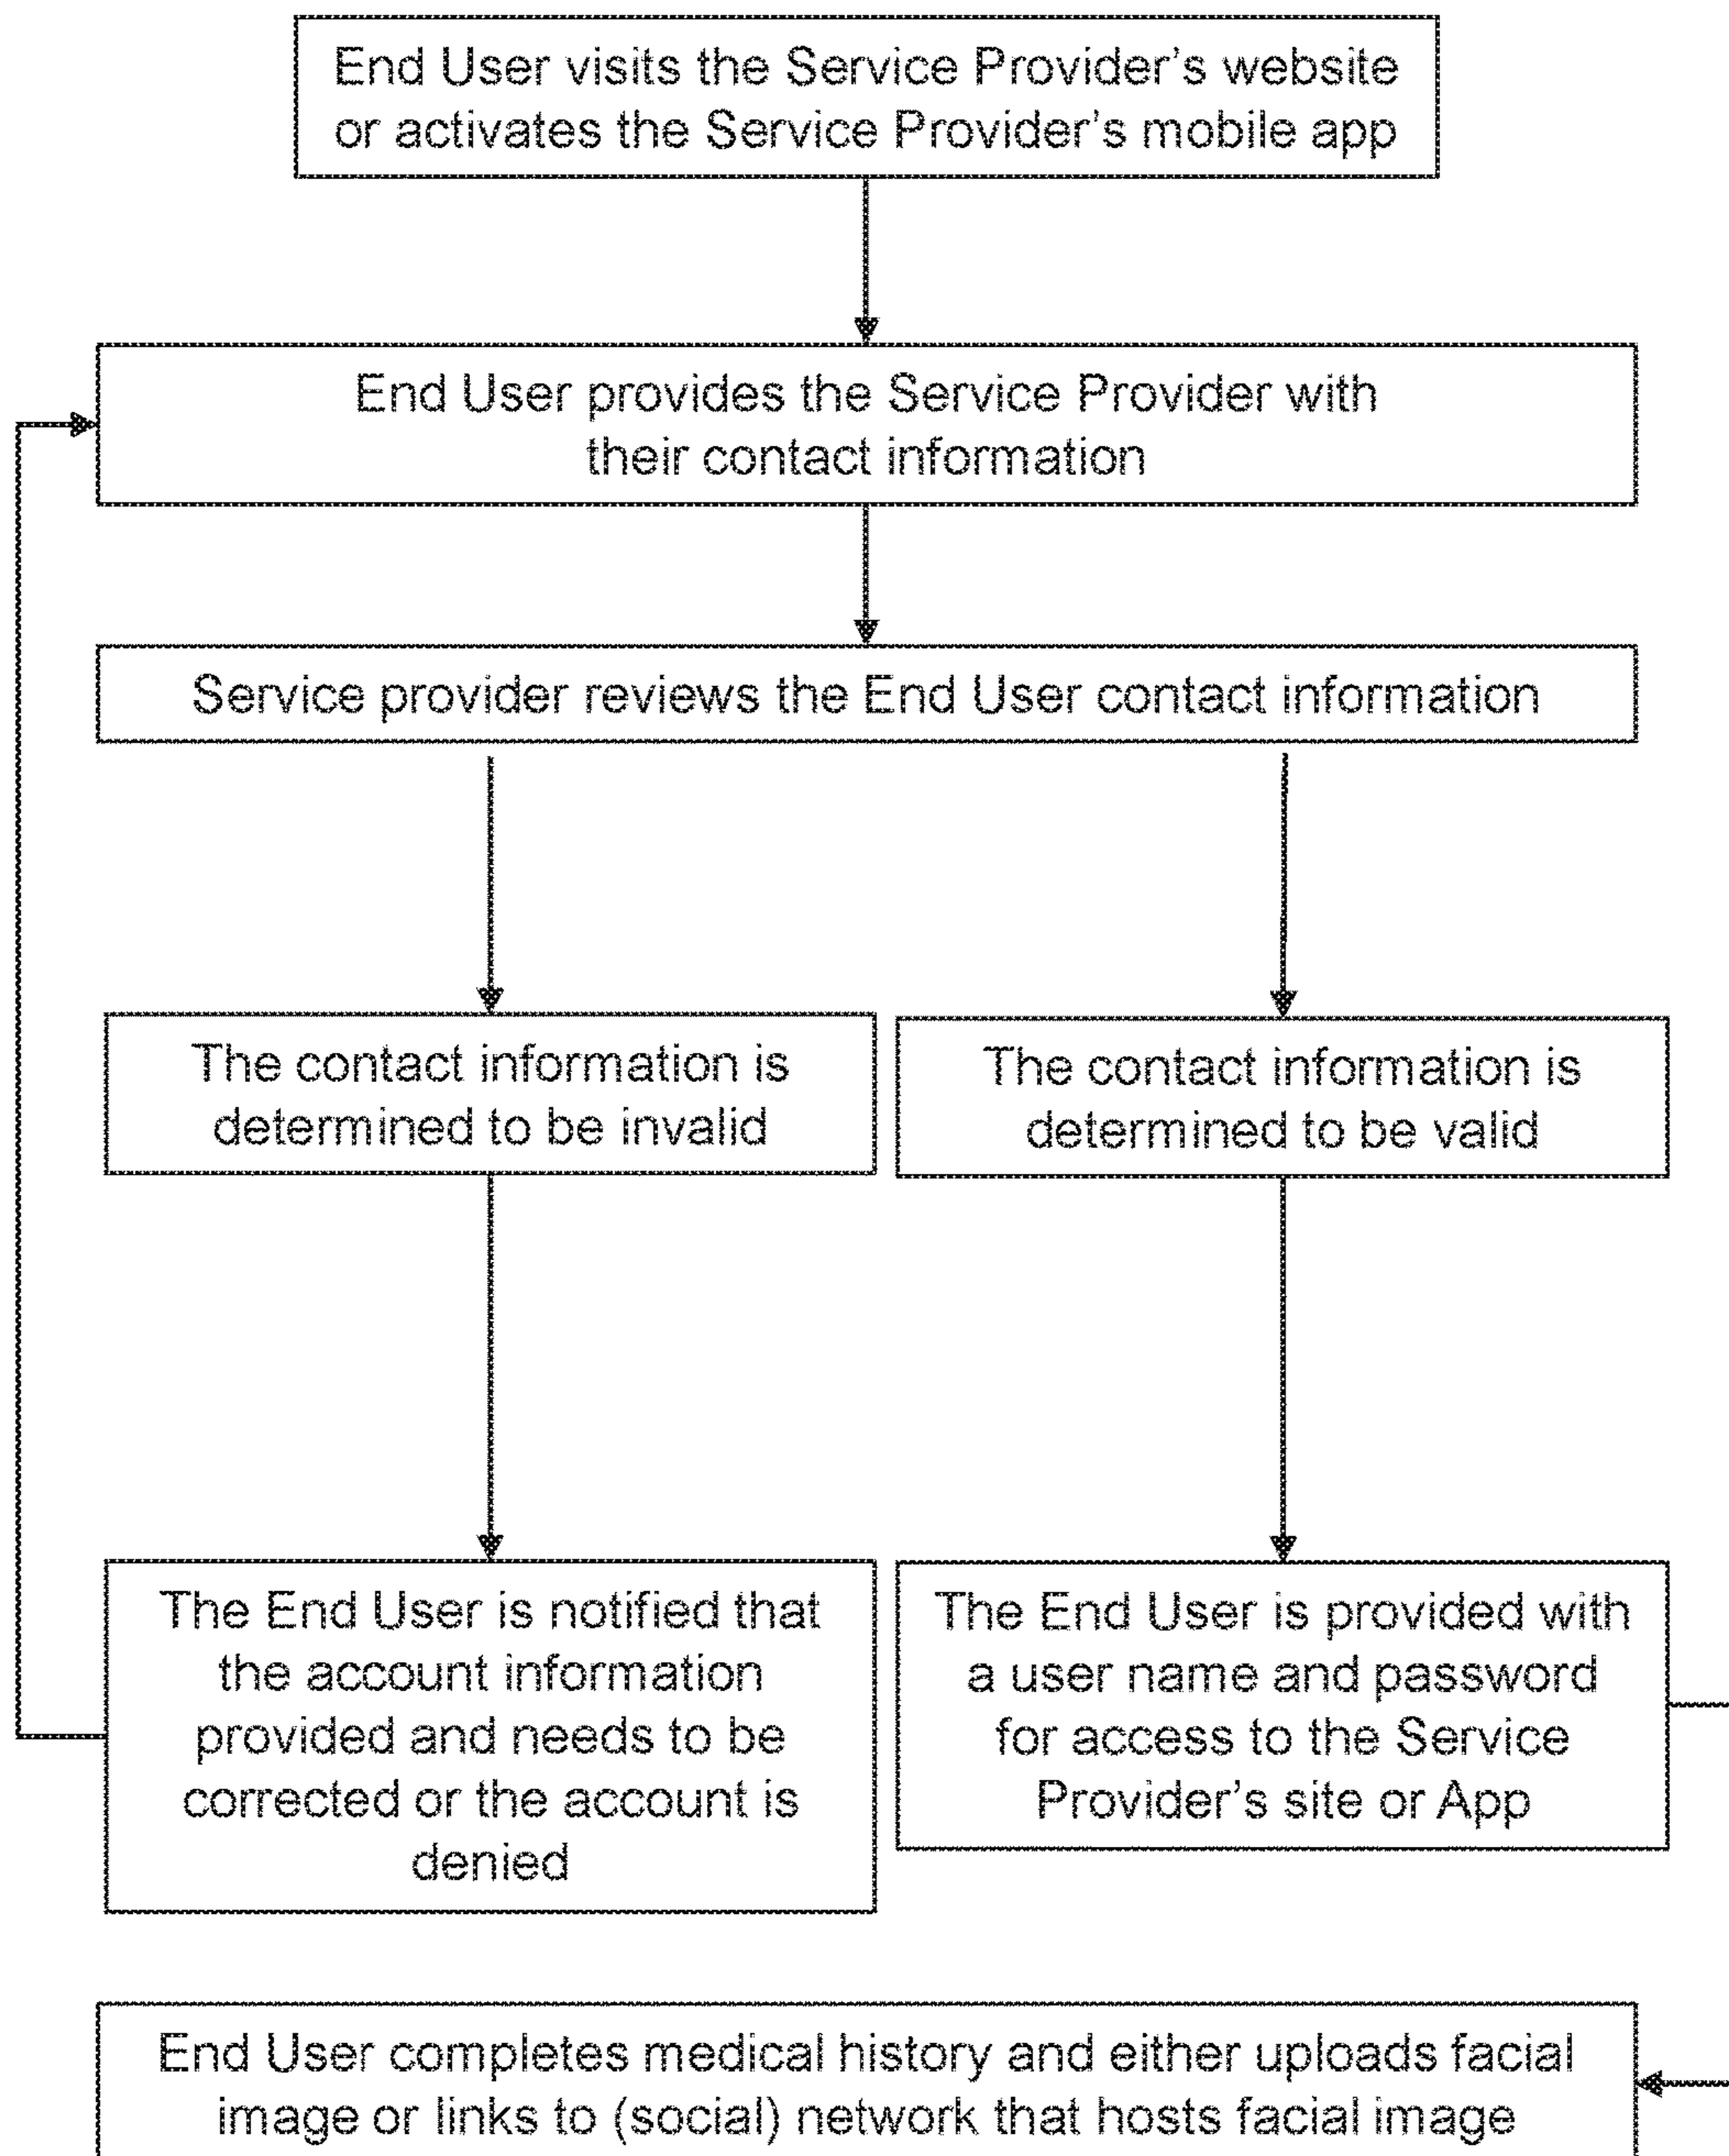 End User visits the Service Provider's website
or activates the Service Provider's mobile app
End User provides the Service Provider with
their contact information
Service provider reviews the End User contact information
The contact information is
determined to be invalid
The contact information is
determined to be valid
The End User is notified that
the account information
provided and needs to be
corrected or the account is
denied
The End User is provided with
a user name and password
for access to the Service
Provider's site or App
End User completes medical history and either uploads facial
image or links to (social) network that hosts facial image